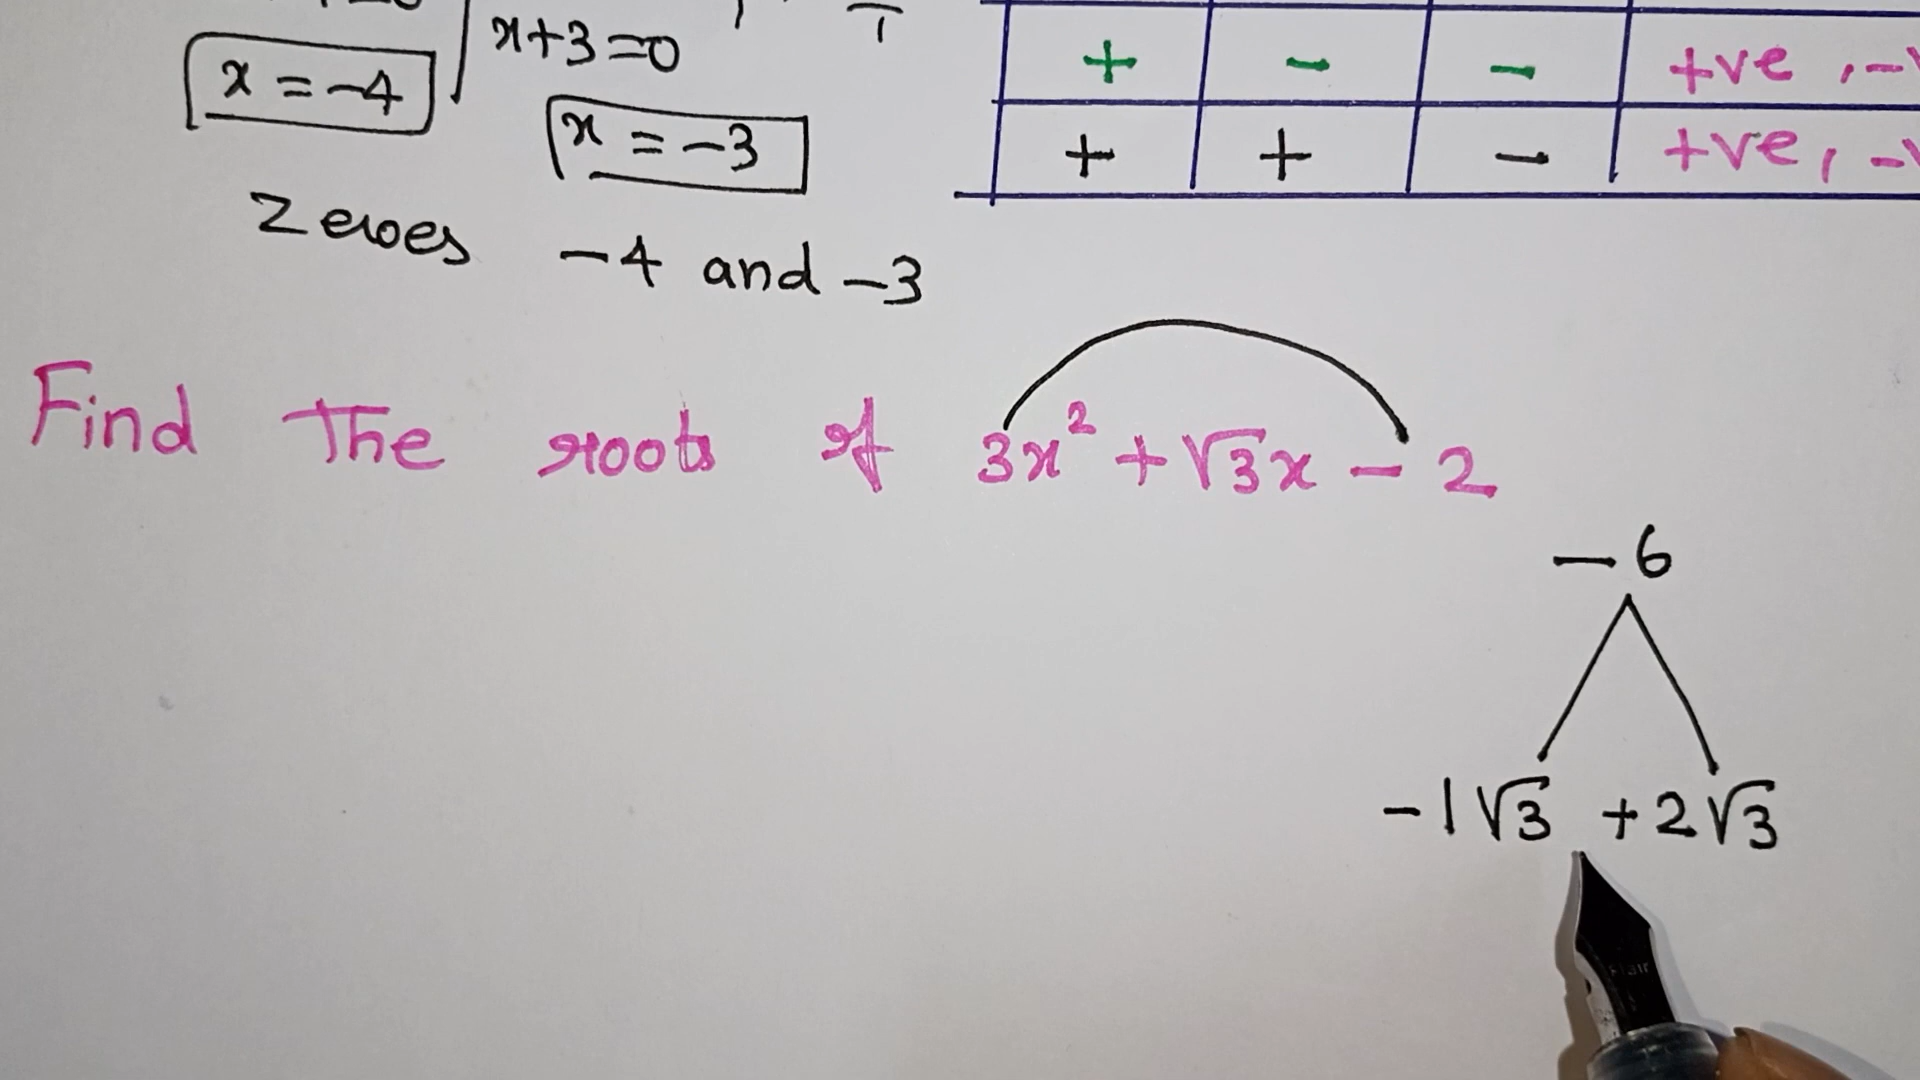 x = -4
x+3=0
x = -3
Zeroes -4 and -3
+ - - +ve, -v
+ + - +ve, -v
Find The roots of 3x² + √3x - 2
-6
-1√3 +2√3
Flair